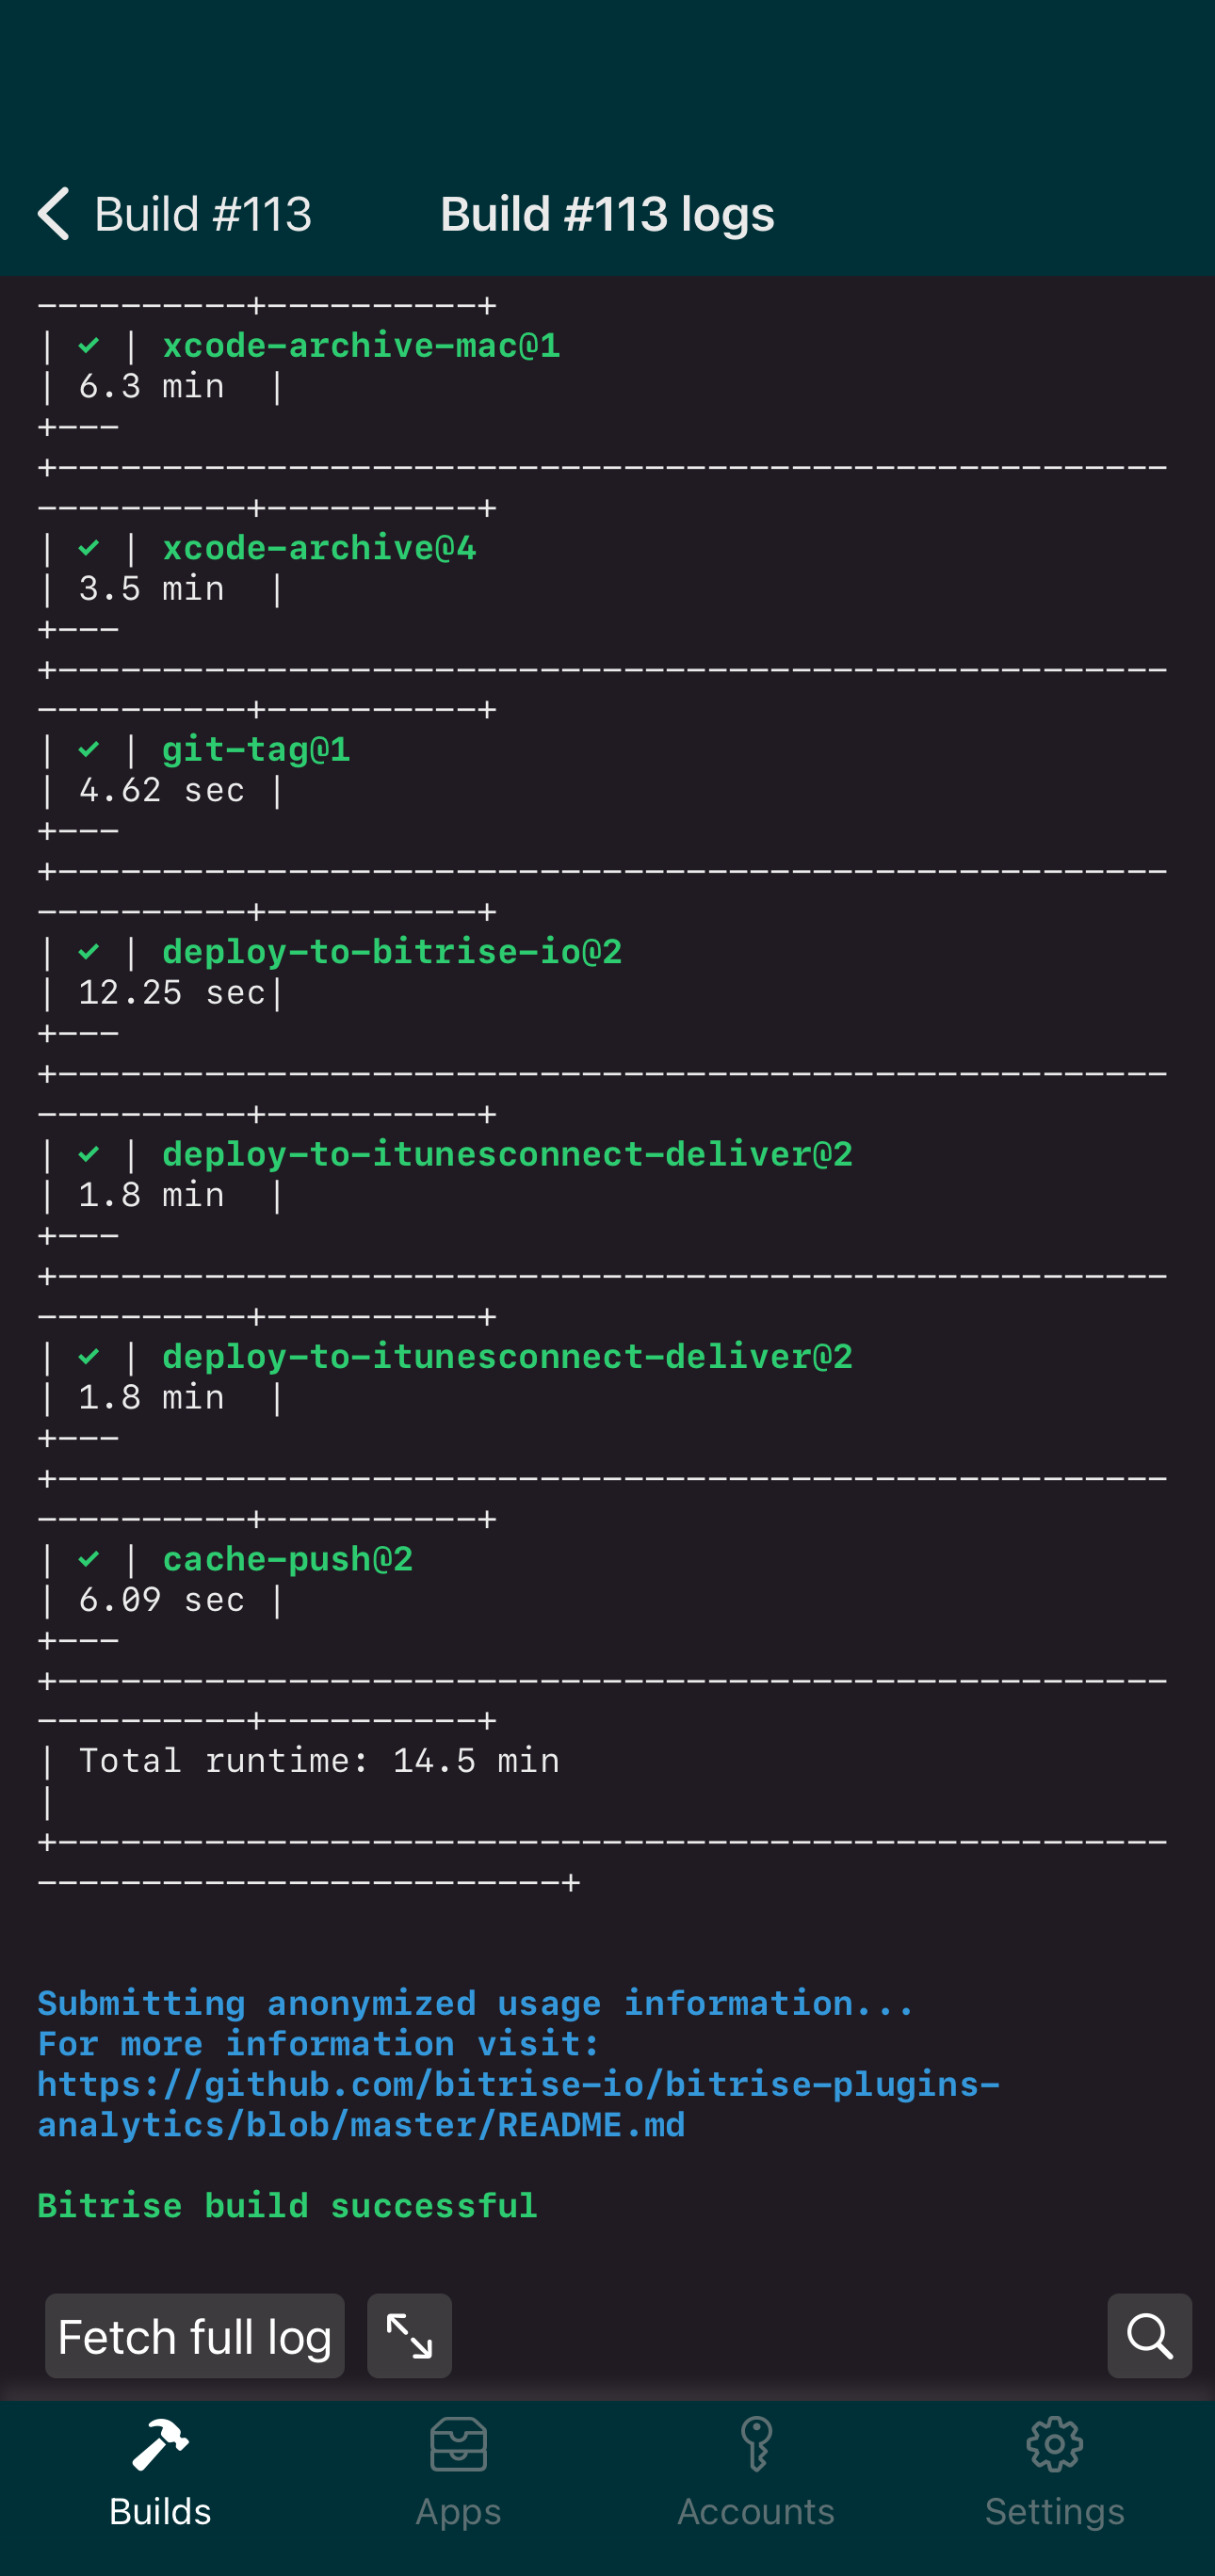 Build #113
Build #113 logs
----------+----------+
| ✓ | xcode-archive-mac@1
| 6.3 min  |
+---
+-----------------------------------------------------
----------+----------+
| ✓ | xcode-archive@4
| 3.5 min  |
+---
+-----------------------------------------------------
----------+----------+
| ✓ | git-tag@1
| 4.62 sec |
+---
+-----------------------------------------------------
----------+----------+
| ✓ | deploy-to-bitrise-io@2
| 12.25 sec|
+---
+-----------------------------------------------------
----------+----------+
| ✓ | deploy-to-itunesconnect-deliver@2
| 1.8 min  |
+---
+-----------------------------------------------------
----------+----------+
| ✓ | deploy-to-itunesconnect-deliver@2
| 1.8 min  |
+---
+-----------------------------------------------------
----------+----------+
| ✓ | cache-push@2
| 6.09 sec |
+---
+-----------------------------------------------------
----------+----------+
| Total runtime: 14.5 min
|
+-----------------------------------------------------
-------------------------+
Submitting anonymized usage information...
For more information visit:
https://github.com/bitrise-io/bitrise-plugins-
analytics/blob/master/README.md
Bitrise build successful
Fetch full log
Builds
Apps
Accounts
Settings